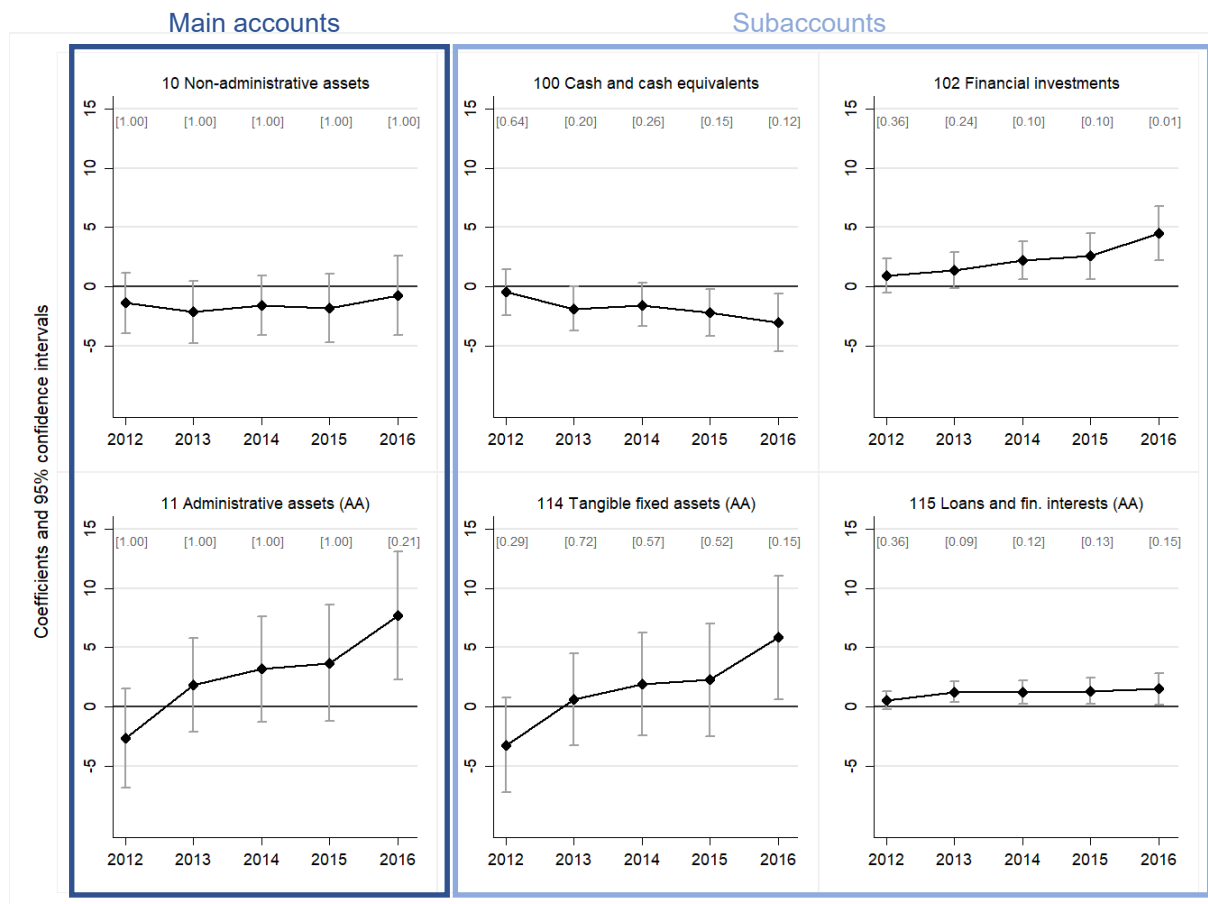 Main accounts
Subaccounts
Coefficients and 95% confidence intervals
10 Non-administrative assets
[1.00] [1.00] [1.00] [1.00] [1.00]
15
10
5
0
-5
2012 2013 2014 2015 2016
100 Cash and cash equivalents
[0.64] [0.20] [0.26] [0.15] [0.12]
15
10
5
0
-5
2012 2013 2014 2015 2016
102 Financial investments
[0.36] [0.24] [0.10] [0.10] [0.01]
15
10
5
0
-5
2012 2013 2014 2015 2016
11 Administrative assets (AA)
[1.00] [1.00] [1.00] [1.00] [0.21]
15
10
5
0
-5
2012 2013 2014 2015 2016
114 Tangible fixed assets (AA)
[0.29] [0.72] [0.57] [0.52] [0.15]
15
10
5
0
-5
2012 2013 2014 2015 2016
115 Loans and fin. interests (AA)
[0.36] [0.09] [0.12] [0.13] [0.15]
15
10
5
0
-5
2012 2013 2014 2015 2016